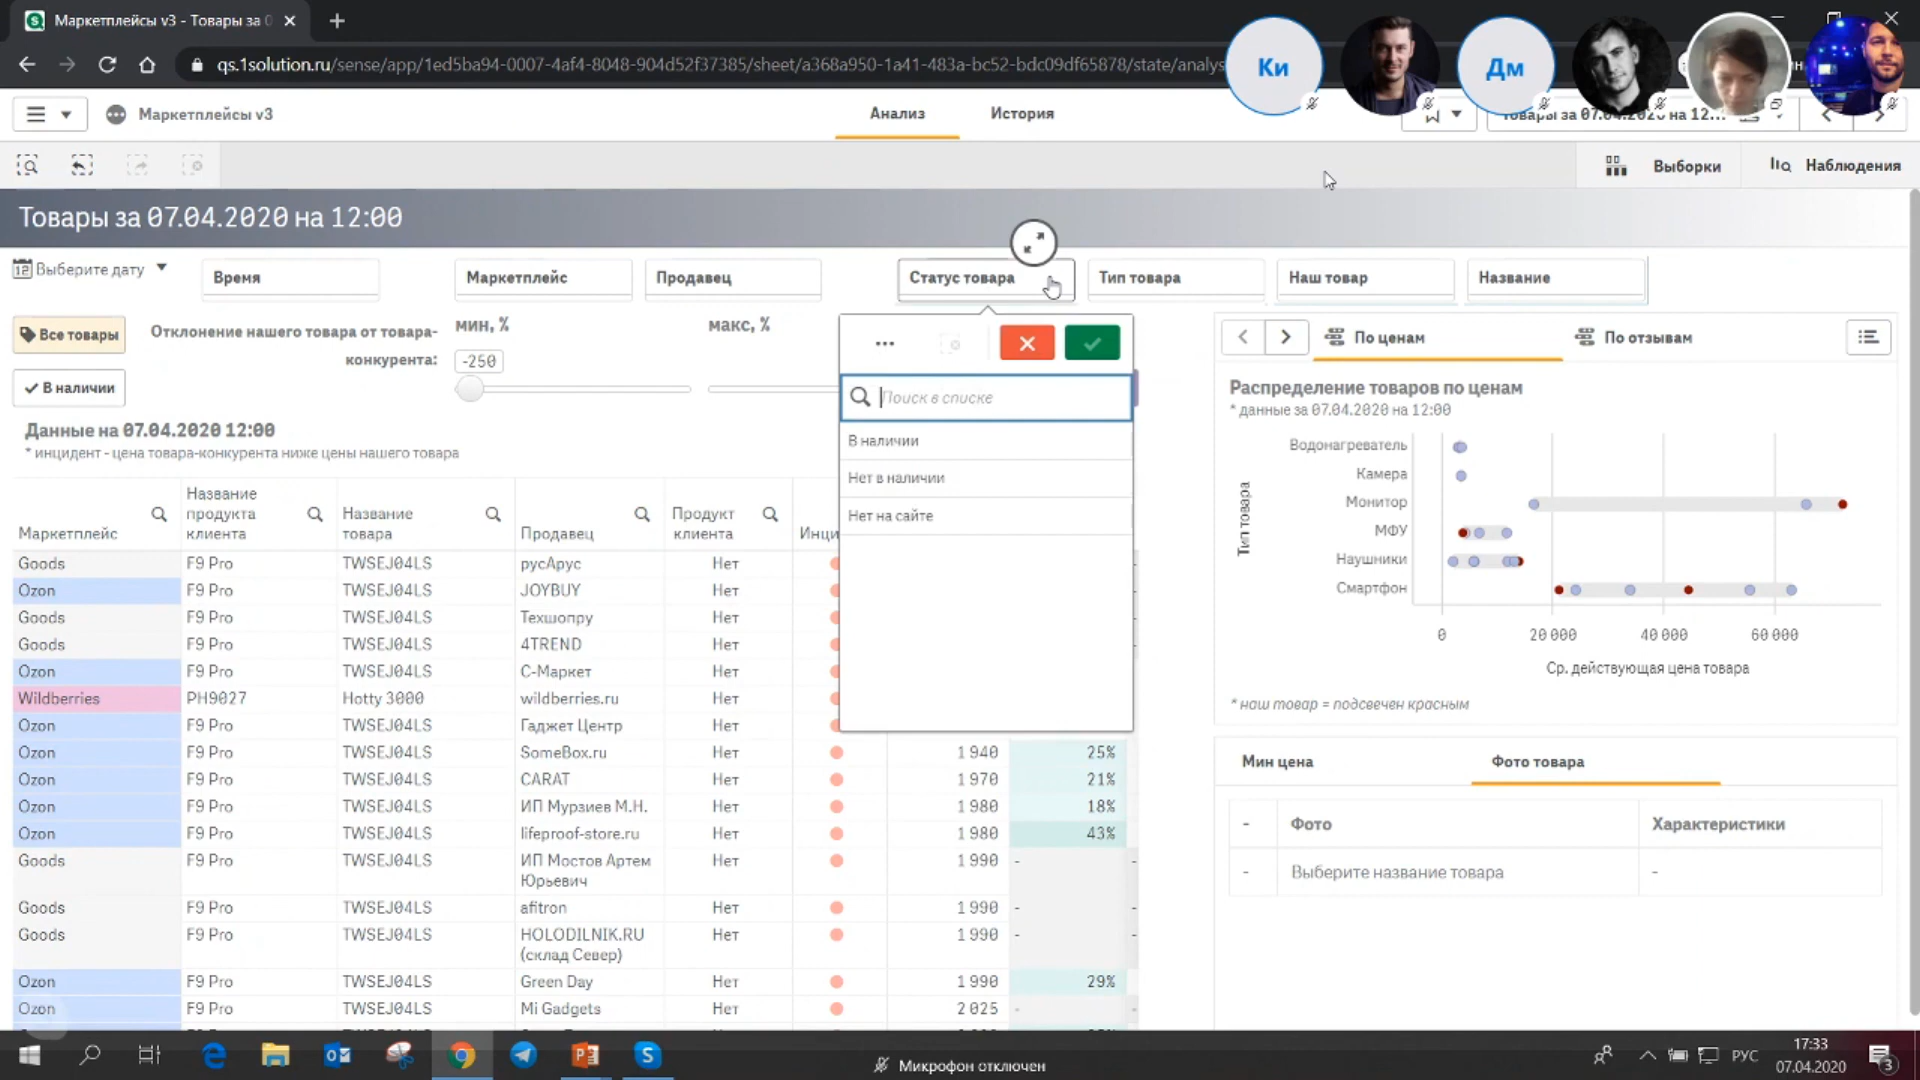 Маркетплейсы v3 - Товары за 0
qs.1solution.ru/sense/app/1ed5ba94-0007-4af4-8048-904d52f37385/sheet/a368a950-1a41-483a-bc52-bdc09df65878/state/analys
Ки
Дм
Маркетплейсы v3
Анализ
История
Товары за 07.04.2020 на 12...
Выборки
Наблюдения
Товары за 07.04.2020 на 12:00
Выберите дату
Время
Маркетплейс
Продавец
Статус товара
Тип товара
Наш товар
Название
Все товары
В наличии
Отклонение нашего товара от товара-
конкурента:
мин, %
-250
макс, %
Поиск в списке
В наличии
Нет в наличии
Нет на сайте
Данные на 07.04.2020 12:00
* инцидент - цена товара-конкурента ниже цены нашего товара
Маркетплейс Название продукта клиента Название товара Продавец Продукт клиента Инци
Goods F9 Pro TWSEJ04LS русАрус Нет
Ozon F9 Pro TWSEJ04LS JOYBUY Нет
Goods F9 Pro TWSEJ04LS Техшопру Нет
Goods F9 Pro TWSEJ04LS 4TREND Нет
Ozon F9 Pro TWSEJ04LS С-Маркет Нет
Wildberries PH9027 Hotty 3000 wildberries.ru Нет
Ozon F9 Pro TWSEJ04LS Гаджет Центр Нет
Ozon F9 Pro TWSEJ04LS SomeBox.ru Нет 1 940 25%
Ozon F9 Pro TWSEJ04LS CARAT Нет 1 970 21%
Ozon F9 Pro TWSEJ04LS ИП Мурзиев М.Н. Нет 1 980 18%
Ozon F9 Pro TWSEJ04LS lifeproof-store.ru Нет 1 980 43%
Goods F9 Pro TWSEJ04LS ИП Мостов Артем Юрьевич Нет 1 990 - -
Goods F9 Pro TWSEJ04LS afitron Нет 1 990 - -
Goods F9 Pro TWSEJ04LS HOLODILNIK.RU (склад Север) Нет 1 990 - -
Ozon F9 Pro TWSEJ04LS Green Day Нет 1 990 29%
Ozon F9 Pro TWSEJ04LS Mi Gadgets Нет 2 025 - -
По ценам
По отзывам
Распределение товаров по ценам
* данные за 07.04.2020 на 12:00
Тип товара
Водонагреватель
Камера
Монитор
МФУ
Наушники
Смартфон
0 20 000 40 000 60 000
Ср. действующая цена товара
* наш товар = подсвечен красным
Мин цена
Фото товара
- Фото Характеристики
- Выберите название товара -
Микрофон отключен
РУС
17:33
07.04.2020
3